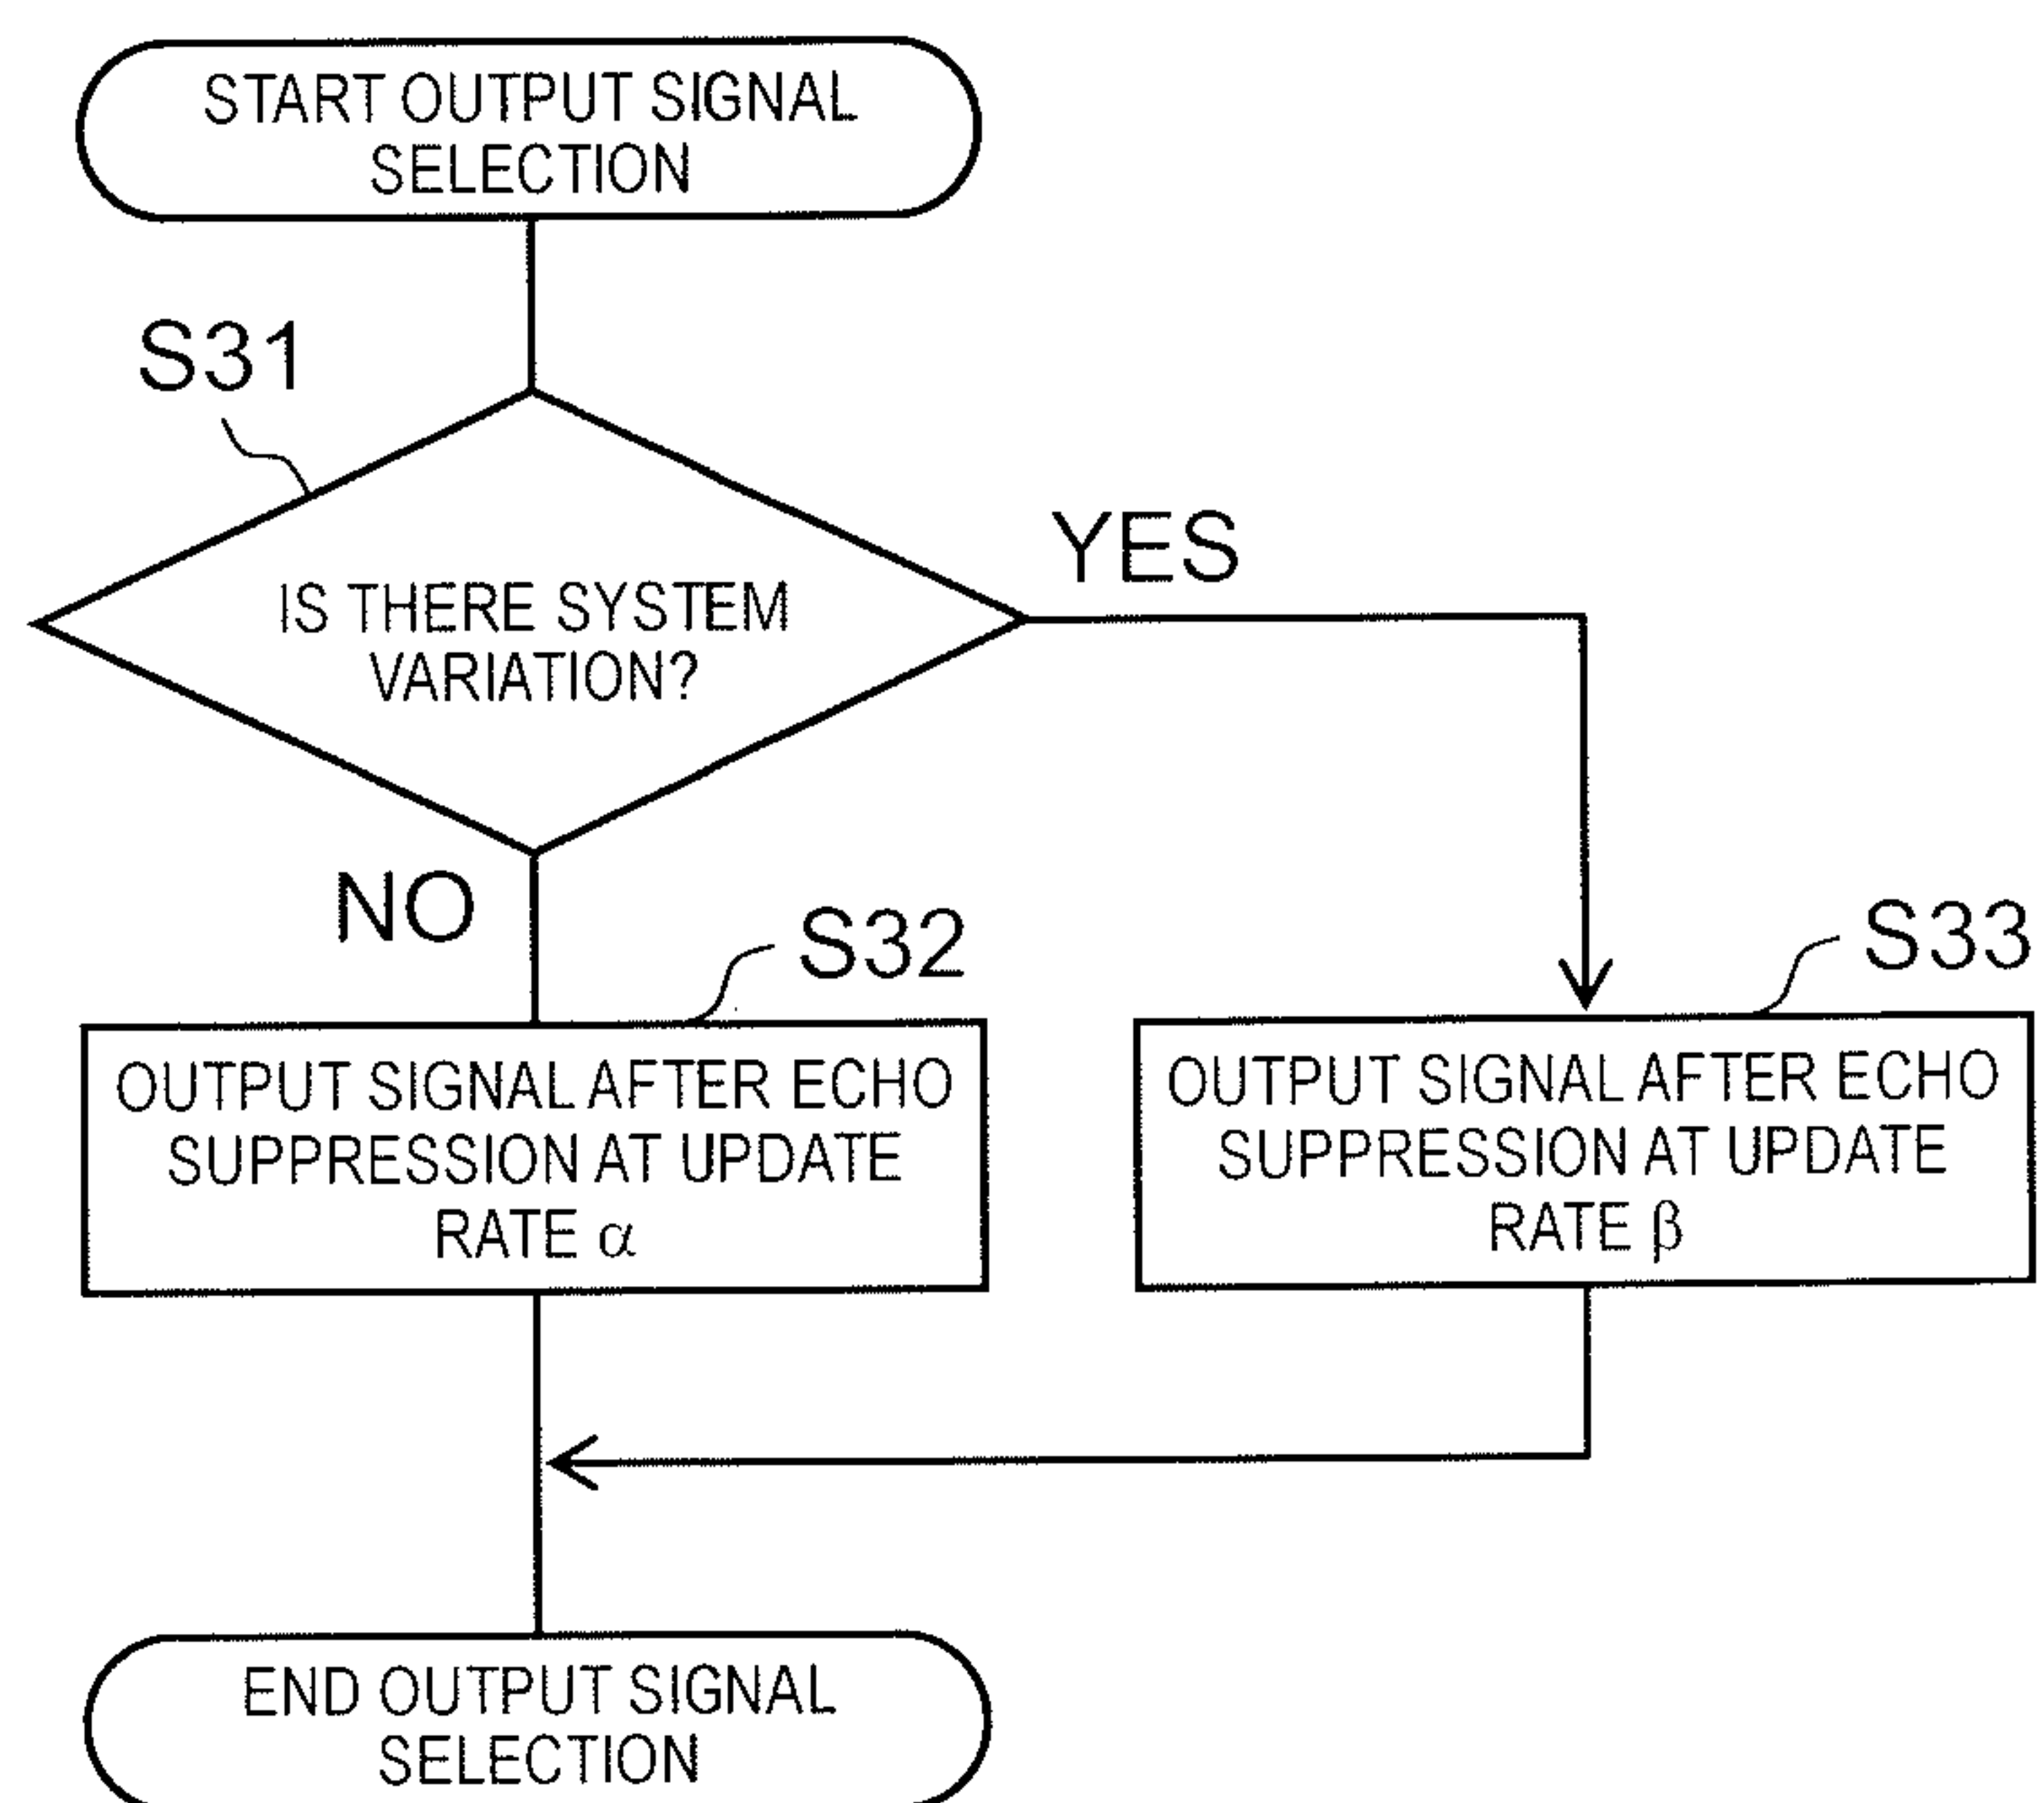 START OUTPUT SIGNAL
SELECTION
S31
IS THERE SYSTEM
VARIATION?
YES
NO
S32
OUTPUT SIGNAL AFTER ECHO
SUPPRESSION AT UPDATE
RATE α
S33
OUTPUT SIGNAL AFTER ECHO
SUPPRESSION AT UPDATE
RATE β
END OUTPUT SIGNAL
SELECTION